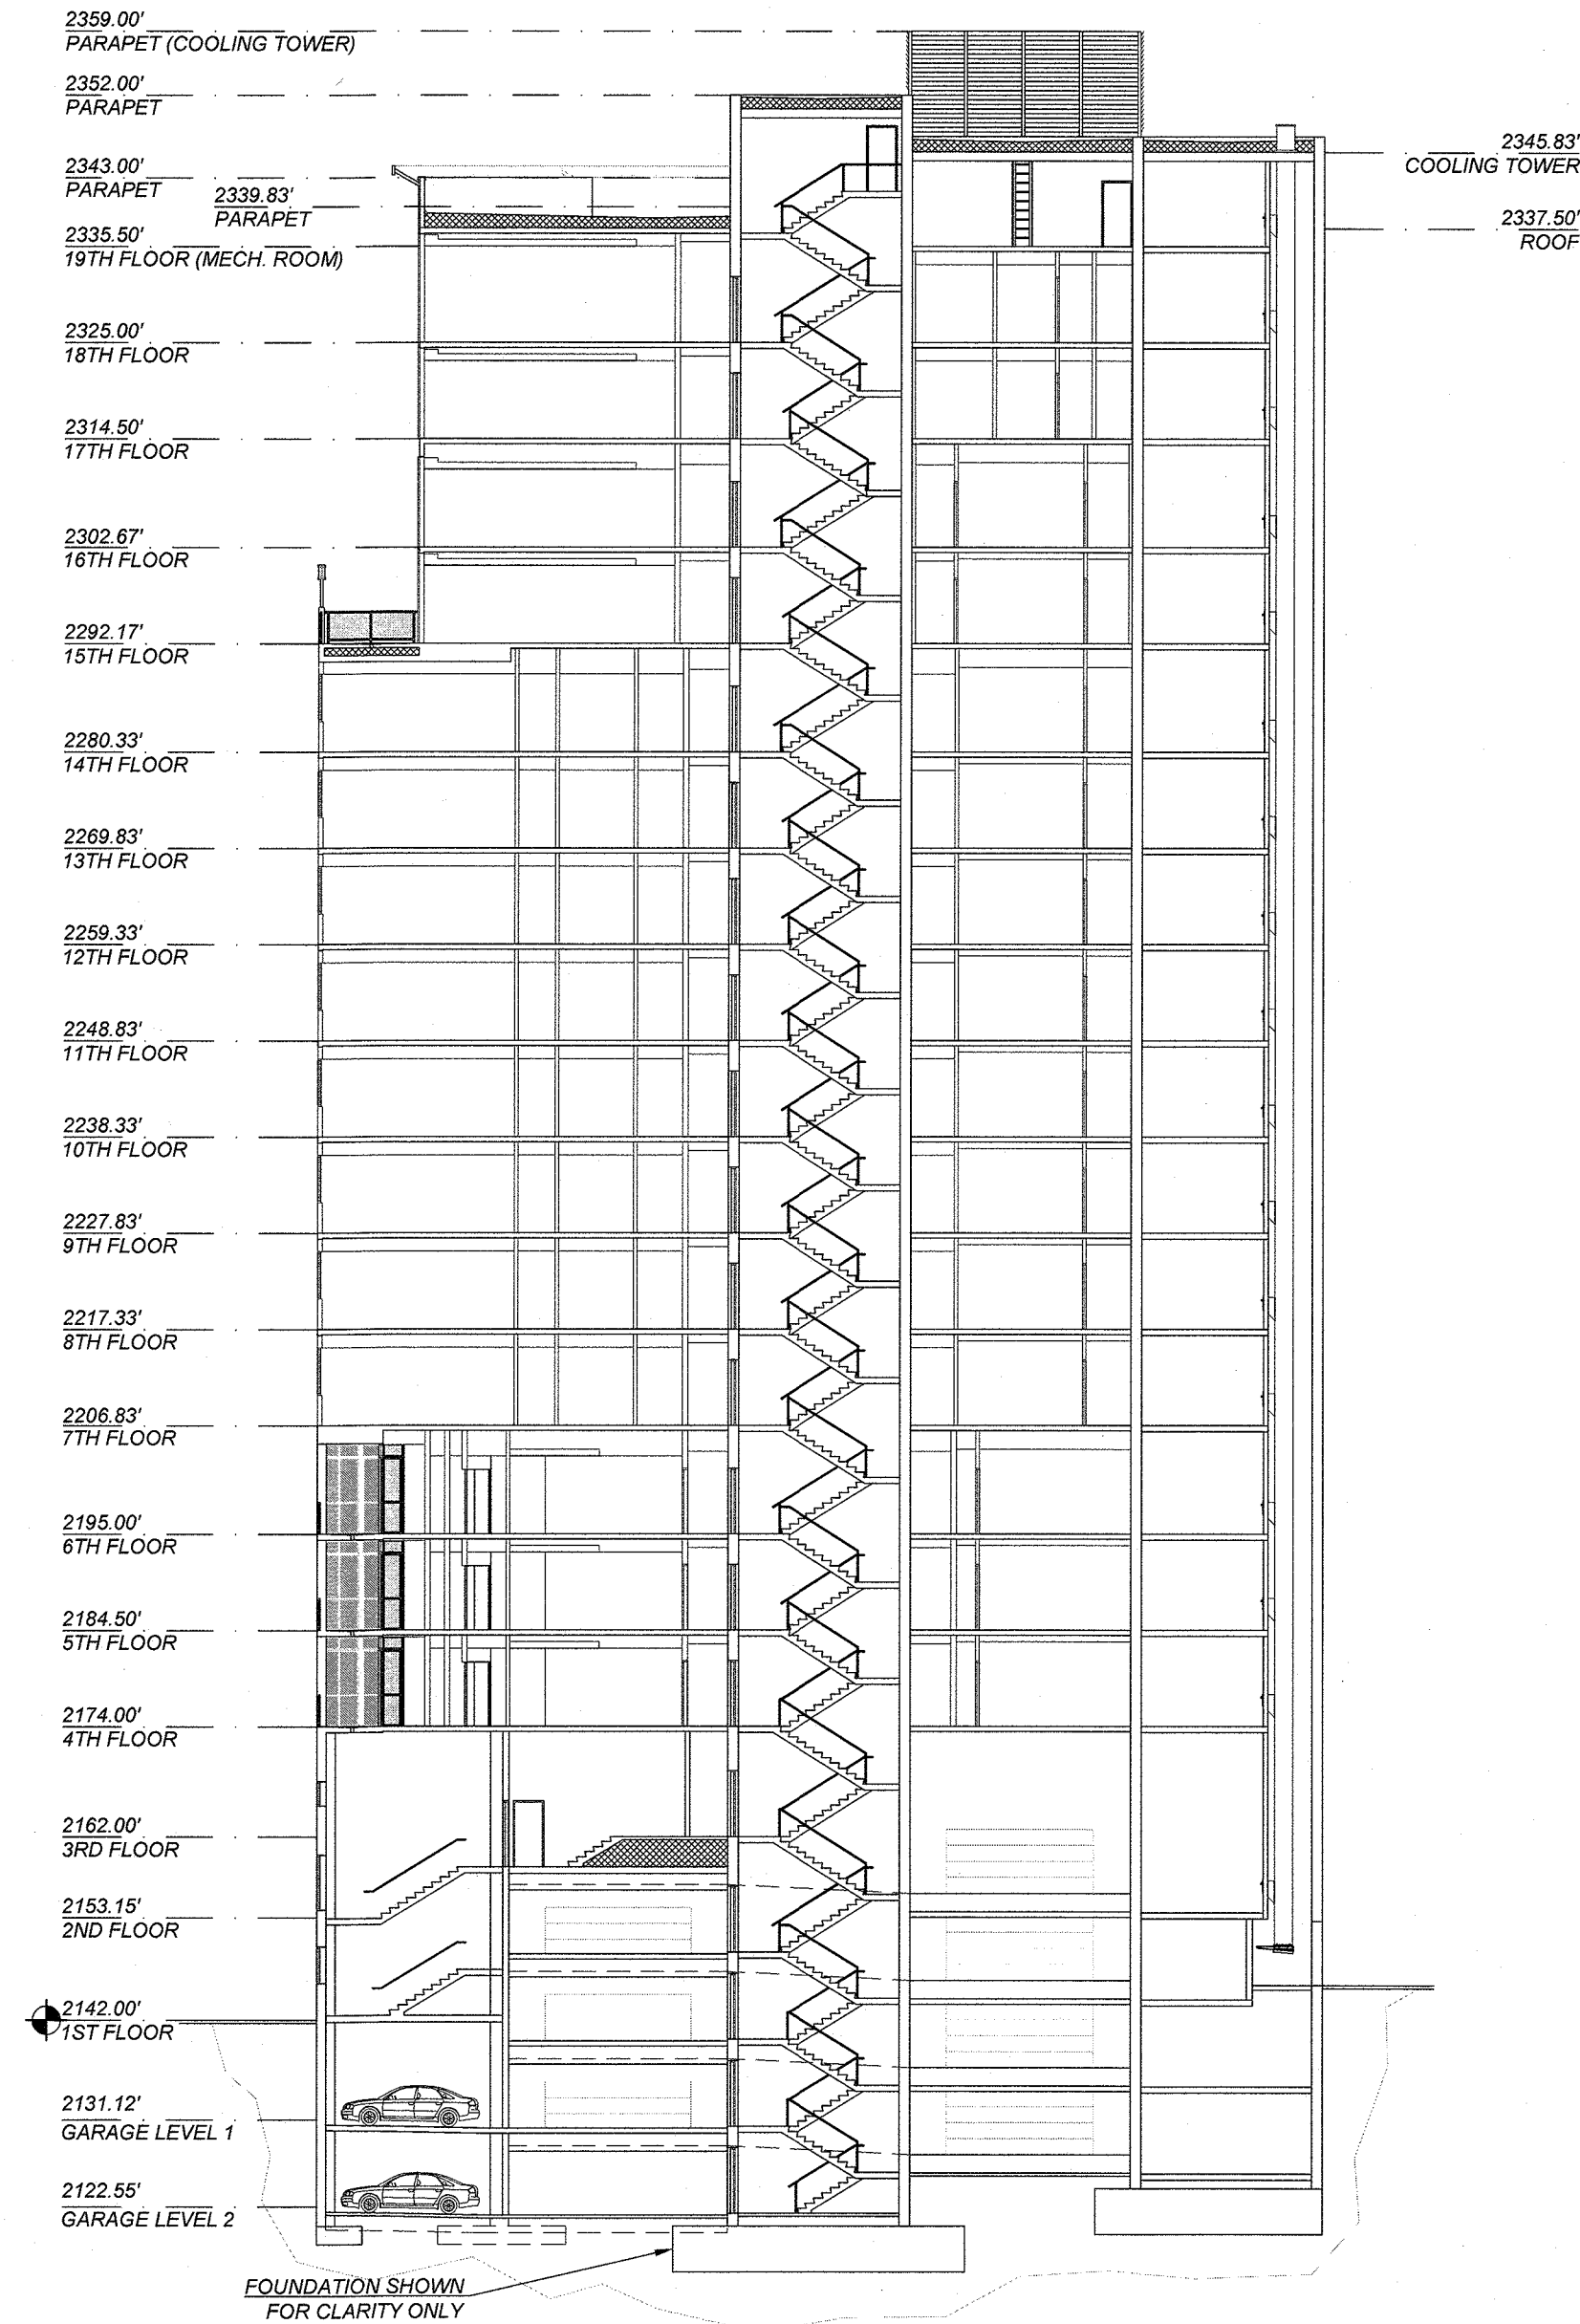 2359.00'
PARAPET (COOLING TOWER)
2352.00'
PARAPET
2345.83'
COOLING TOWER
2343.00'
PARAPET
2339.83'
PARAPET
2337.50'
ROOF
2335.50'
19TH FLOOR (MECH. ROOM)
2325.00'
18TH FLOOR
2314.50'
17TH FLOOR
2302.67'
16TH FLOOR
2292.17'
15TH FLOOR
2280.33'
14TH FLOOR
2269.83'
13TH FLOOR
2259.33'
12TH FLOOR
2248.83'
11TH FLOOR
2238.33'
10TH FLOOR
2227.83'
9TH FLOOR
2217.33'
8TH FLOOR
2206.83'
7TH FLOOR
2195.00'
6TH FLOOR
2184.50'
5TH FLOOR
2174.00'
4TH FLOOR
2162.00'
3RD FLOOR
2153.15'
2ND FLOOR
2142.00'
1ST FLOOR
2131.12'
GARAGE LEVEL 1
2122.55'
GARAGE LEVEL 2
FOUNDATION SHOWN
FOR CLARITY ONLY